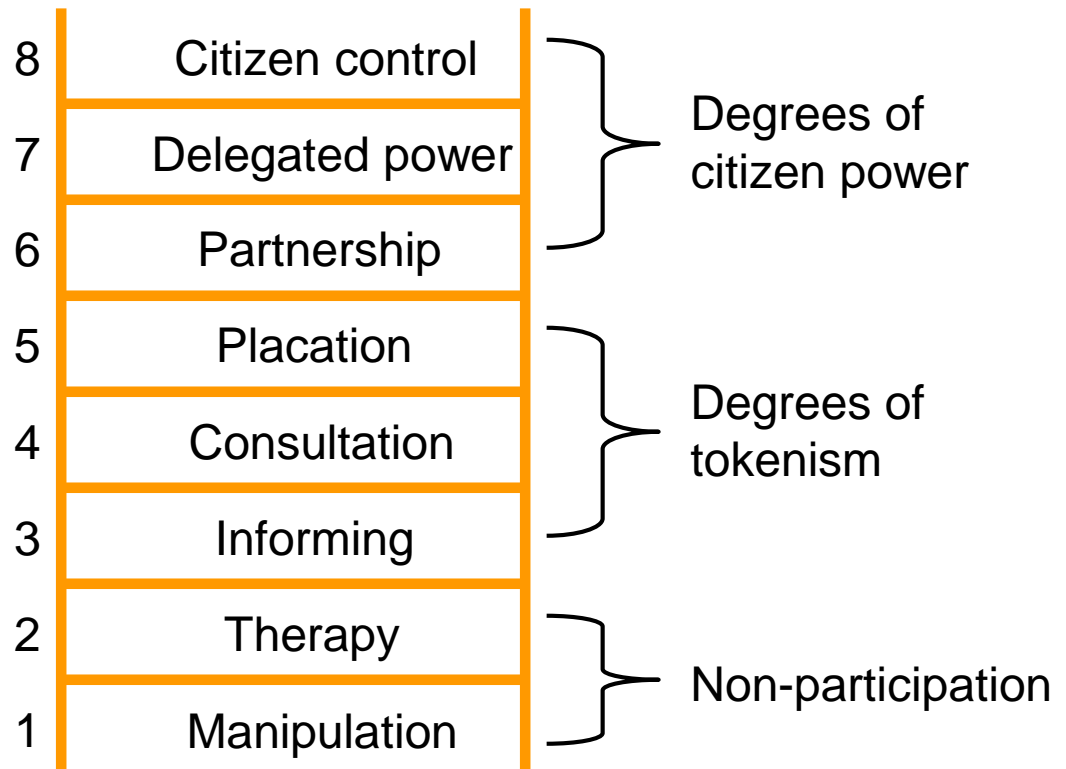 8 Citizen control
7 Delegated power
6 Partnership
Degrees of
citizen power
5 Placation
4 Consultation
3 Informing
Degrees of
tokenism
2 Therapy
1 Manipulation
Non-participation